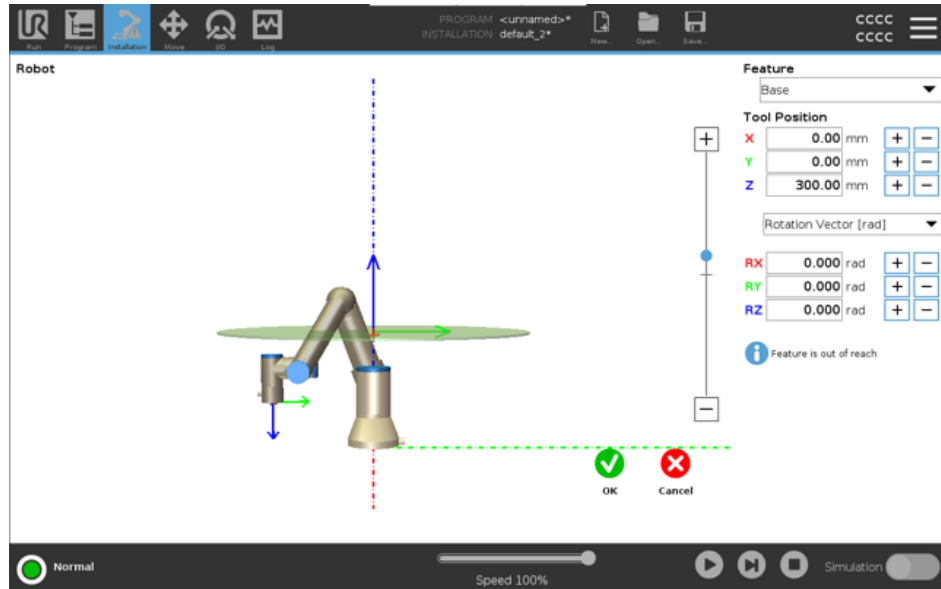 UR
Run
Program
Installation
Move
I/O
Log
PROGRAM <unnamed>*
INSTALLATION default_2*
New...
Open...
Save...
CCCC
CCCC
Robot
Feature
Base
Tool Position
X 0.00 mm + −
Y 0.00 mm + −
Z 300.00 mm + −
Rotation Vector [rad]
RX 0.000 rad + −
RY 0.000 rad + −
RZ 0.000 rad + −
Feature is out of reach
OK
Cancel
Normal
Speed 100%
Simulation